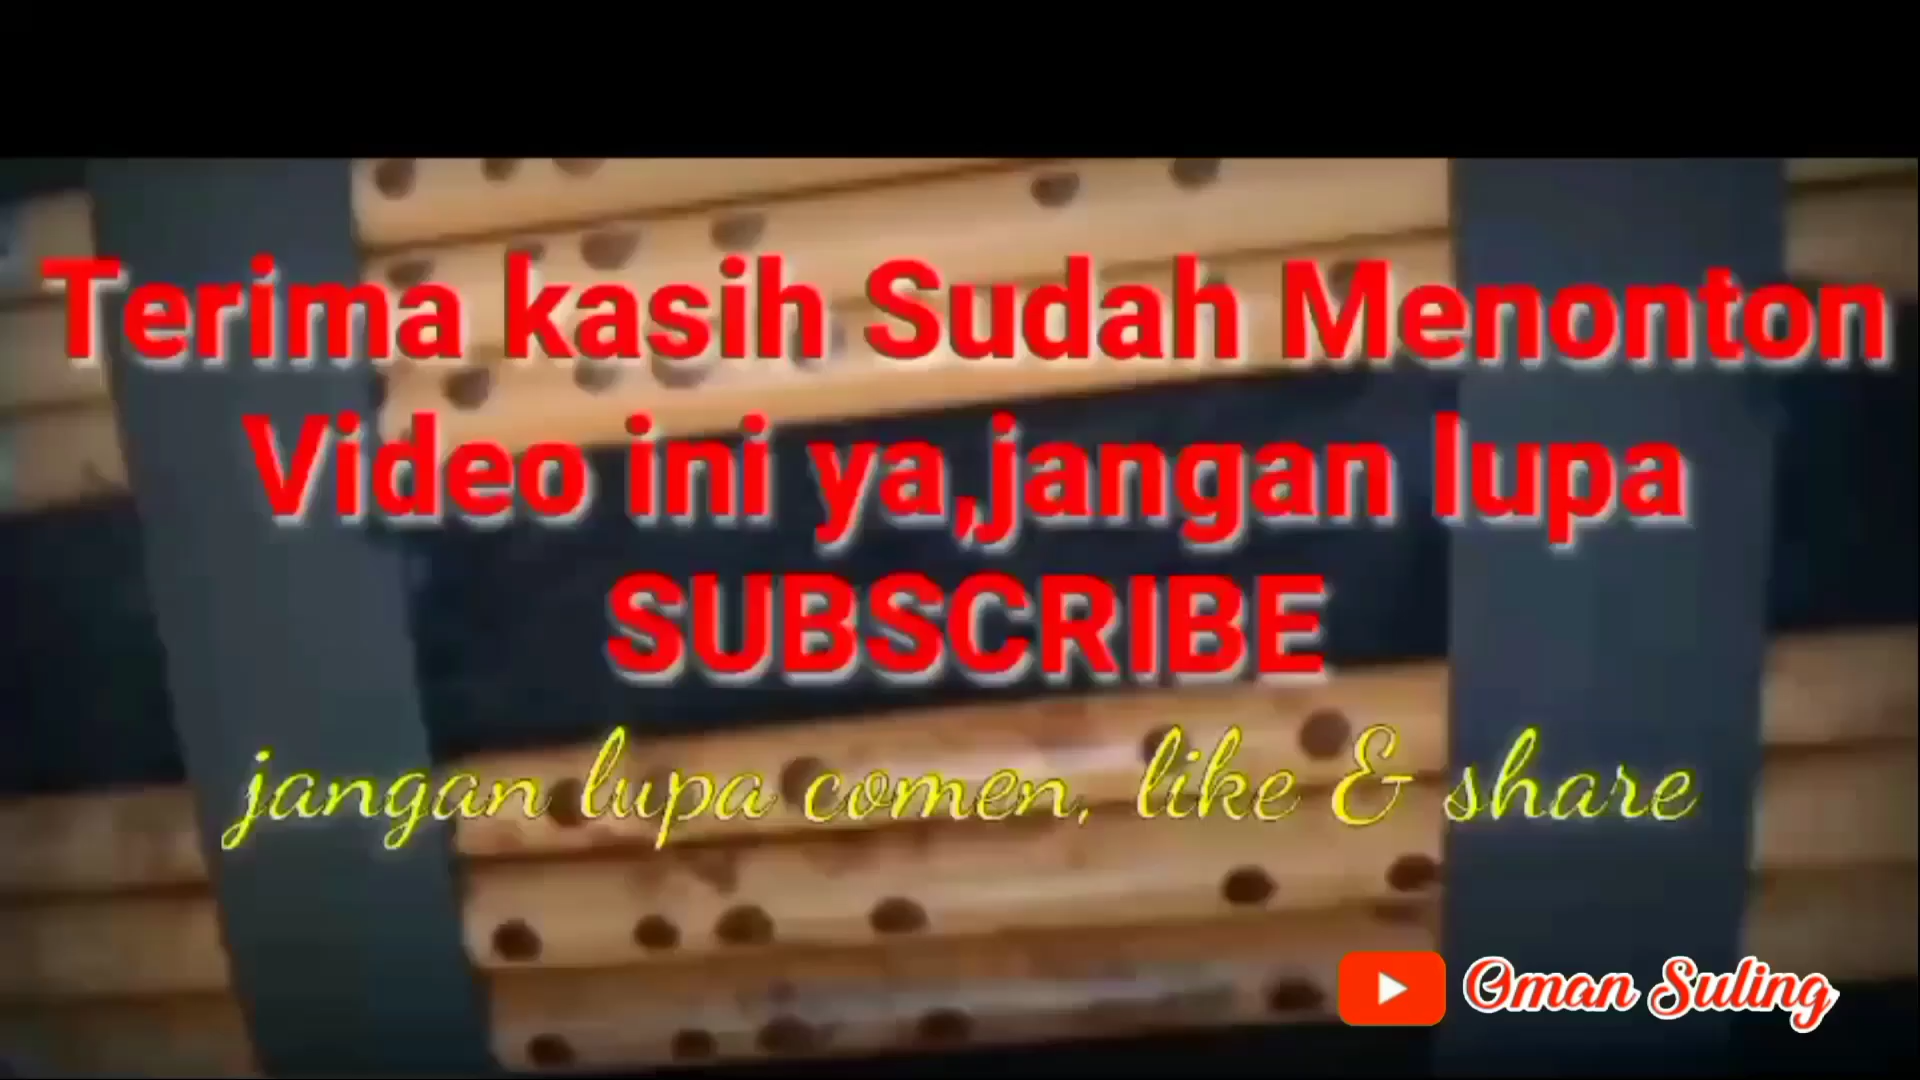 Terima kasih Sudah Menonton
Video ini ya,jangan lupa
SUBSCRIBE
jangan lupa comen, like & share
Oman Suling